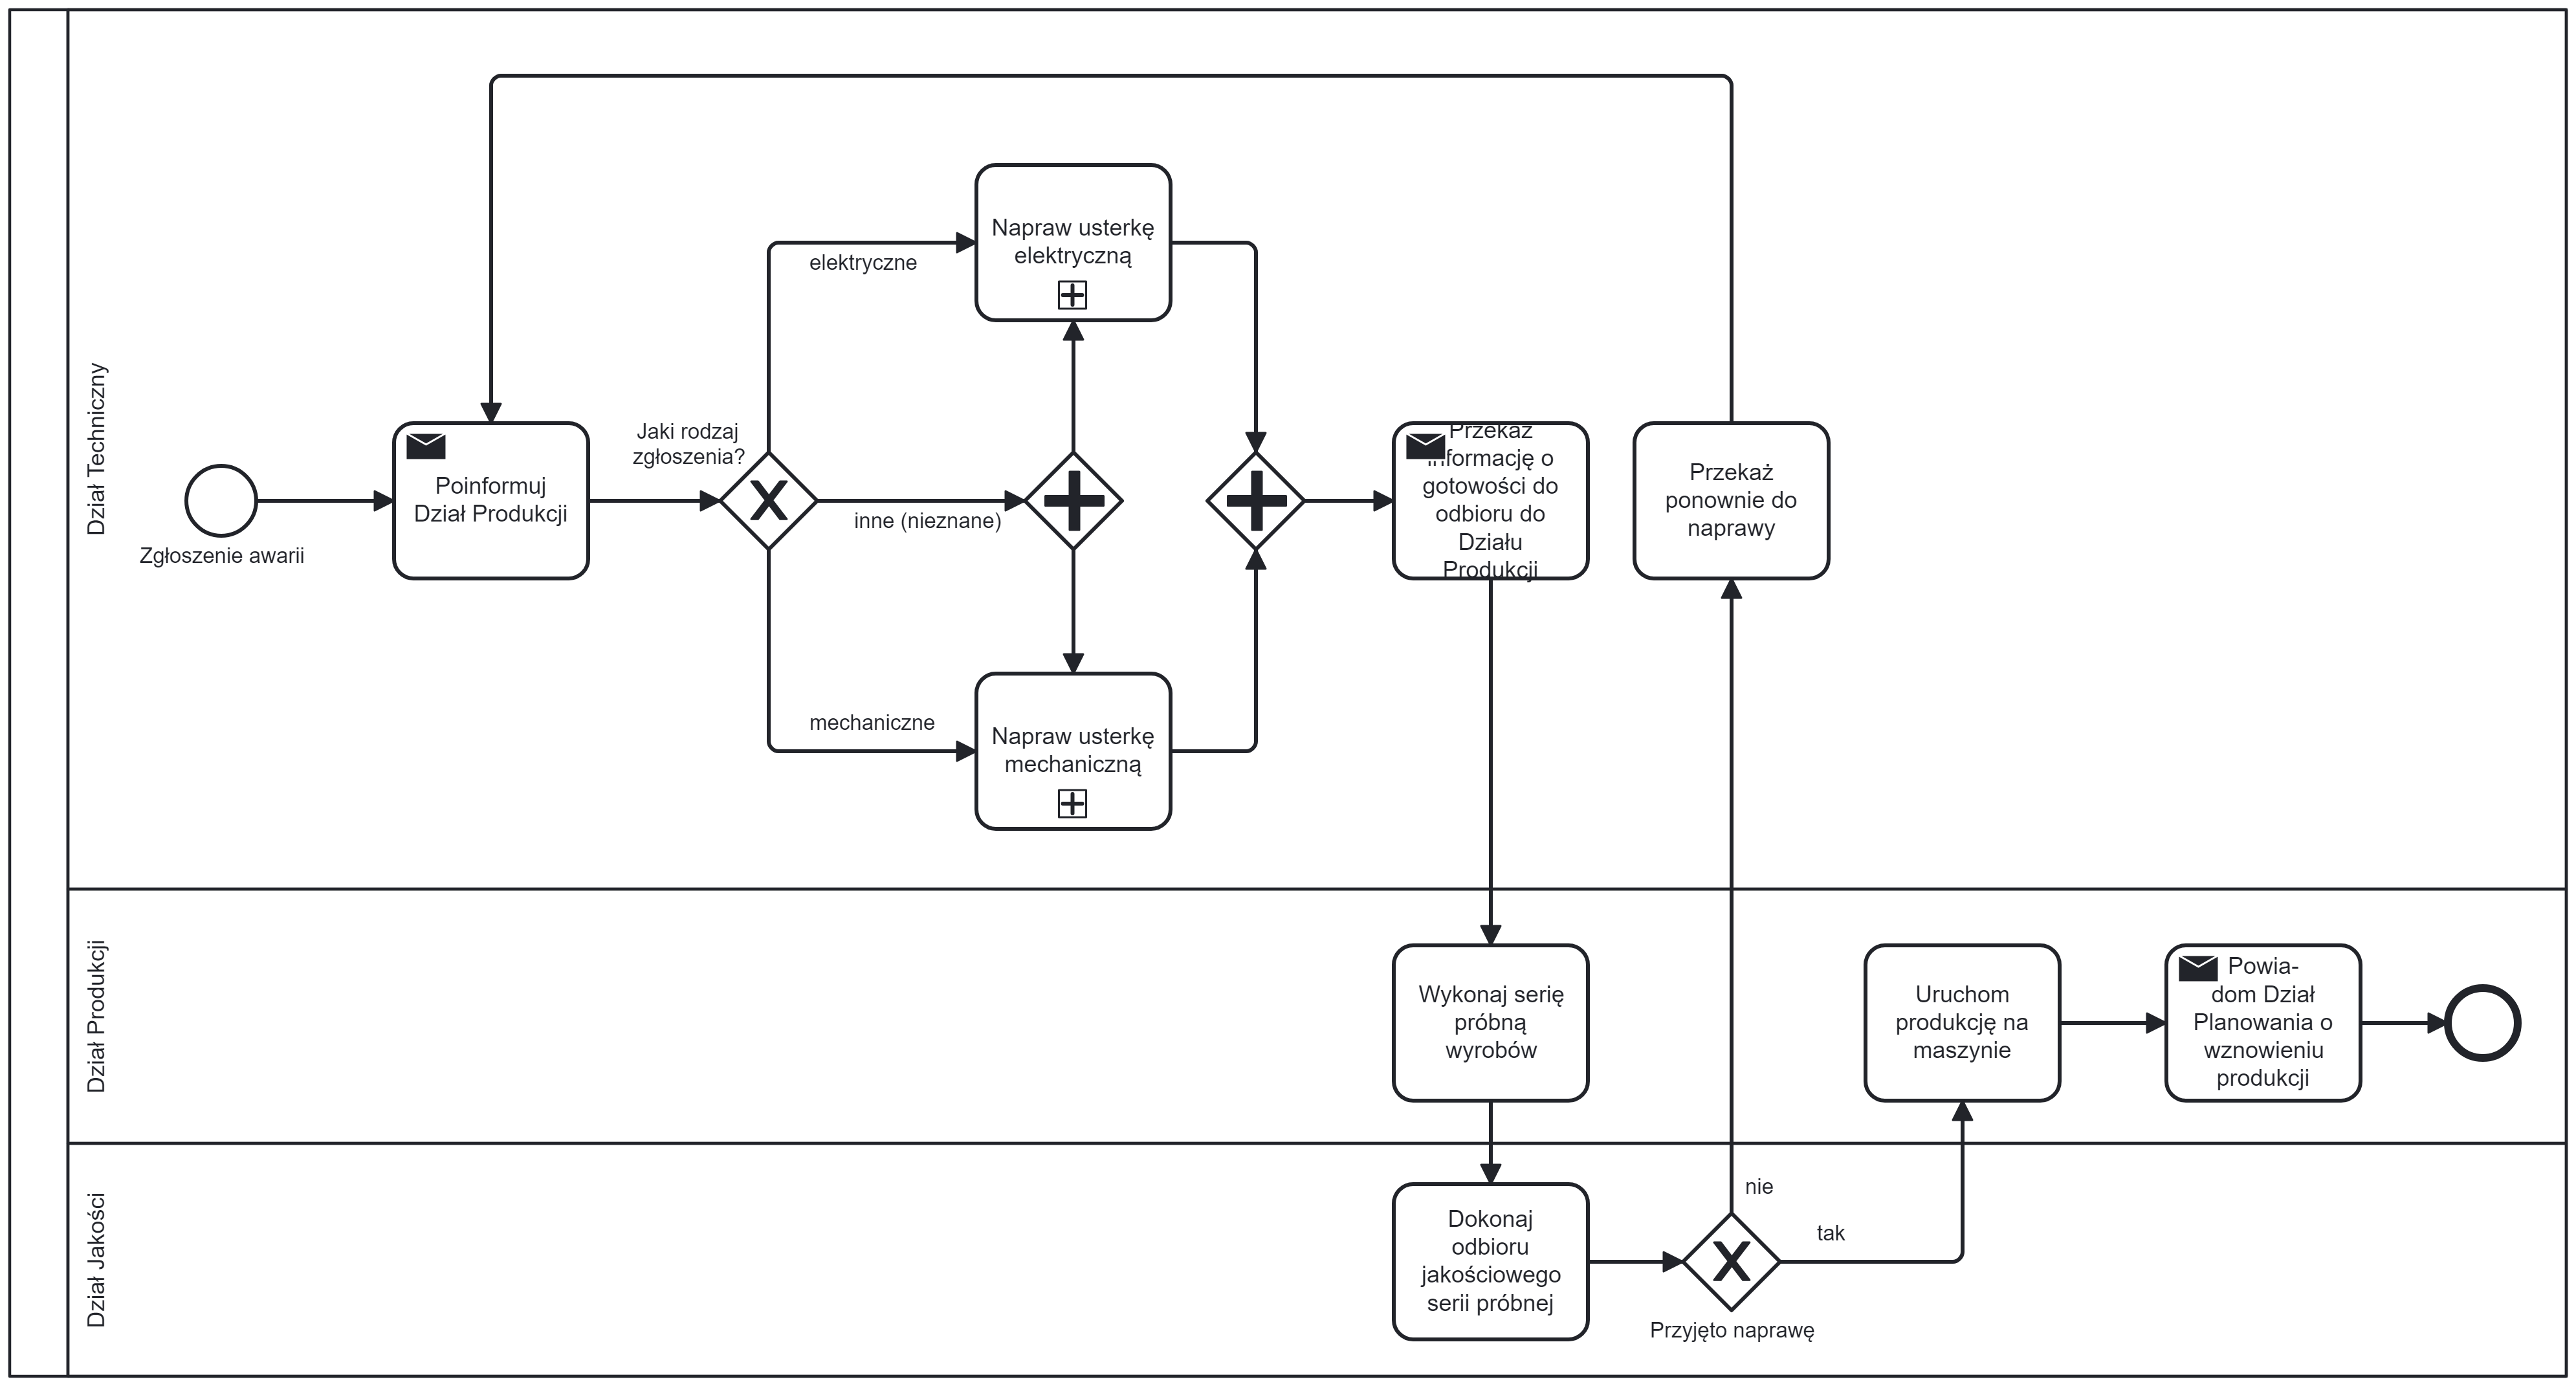 Dział Techniczny
Zgłoszenie awarii
Poinformuj
Dział Produkcji
Jaki rodzaj
zgłoszenia?
elektryczne
inne (nieznane)
mechaniczne
Napraw usterkę
elektryczną
Napraw usterkę
mechaniczną
Przekaż
informację o
gotowości do
odbioru do
Działu
Produkcji
Przekaż
ponownie do
naprawy
Dział Produkcji
Wykonaj serię
próbną
wyrobów
Uruchom
produkcję na
maszynie
Powia-
dom Dział
Planowania o
wznowieniu
produkcji
Dział Jakości
Dokonaj
odbioru
jakościowego
serii próbnej
nie
tak
Przyjęto naprawę